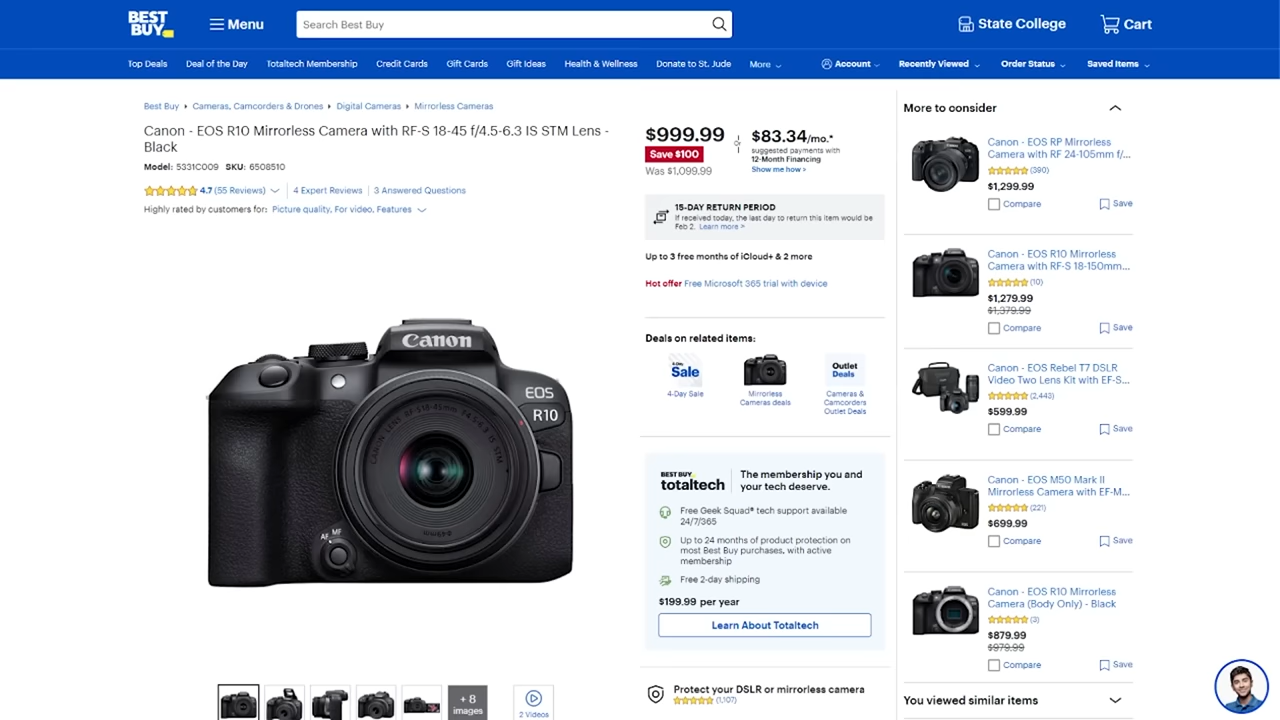 BEST
BUY
Menu
Search Best Buy
State College
Cart
Top Deals
Deal of the Day
Totaltech Membership
Credit Cards
Gift Cards
Gift Ideas
Health & Wellness
Donate to St. Jude
More
Account
Recently Viewed
Order Status
Saved Items
Best Buy
Cameras, Camcorders & Drones
Digital Cameras
Mirrorless Cameras
Canon - EOS R10 Mirrorless Camera with RF-S 18-45 f/4.5-6.3 IS STM Lens -
Black
Model: 5331C009 SKU: 6508510
4.7 (55 Reviews)
4 Expert Reviews
3 Answered Questions
Highly rated by customers for: Picture quality, For video, Features
Canon
EOS
R10
CANON LENS RF-S18-45mm F4.5-6.3 IS STM
AF MF
+ 8
images
2 Videos
$999.99
Save $100
Was $1,099.99
or
$83.34/mo.*
suggested payments with
12-Month Financing
Show me how >
15-DAY RETURN PERIOD
If received today, the last day to return this item would be
Feb 2. Learn more >
Up to 3 free months of iCloud+ & 2 more
Hot offer Free Microsoft 365 trial with device
Deals on related items:
Sale
4-Day Sale
Mirrorless
Cameras deals
Outlet
Deals
Cameras &
Camcorders
Outlet Deals
BEST BUY
totaltech
The membership you and
your tech deserve.
Free Geek Squad® tech support available
24/7/365
Up to 24 months of product protection on
most Best Buy purchases, with active
membership
Free 2-day shipping
$199.99 per year
Learn About Totaltech
Protect your DSLR or mirrorless camera
(1,107)
More to consider
Canon - EOS RP Mirrorless
Camera with RF 24-105mm f/...
(390)
$1,299.99
Compare
Save
Canon - EOS R10 Mirrorless
Camera with RF-S 18-150mm...
(10)
$1,279.99
$1,379.99
Compare
Save
Canon - EOS Rebel T7 DSLR
Video Two Lens Kit with EF-S...
(2,443)
$599.99
Compare
Save
Canon - EOS M50 Mark II
Mirrorless Camera with EF-M...
(221)
$699.99
Compare
Save
Canon - EOS R10 Mirrorless
Camera (Body Only) - Black
(3)
$879.99
$979.99
Compare
Save
You viewed similar items